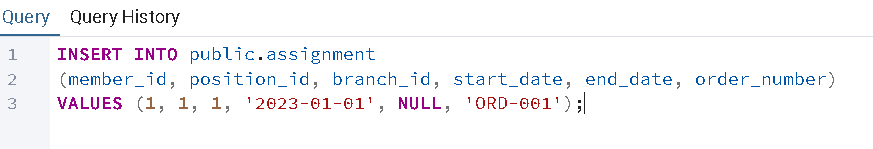 Query Query History
1 INSERT INTO public.assignment
2 (member_id, position_id, branch_id, start_date, end_date, order_number)
3 VALUES (1, 1, 1, '2023-01-01', NULL, 'ORD-001');